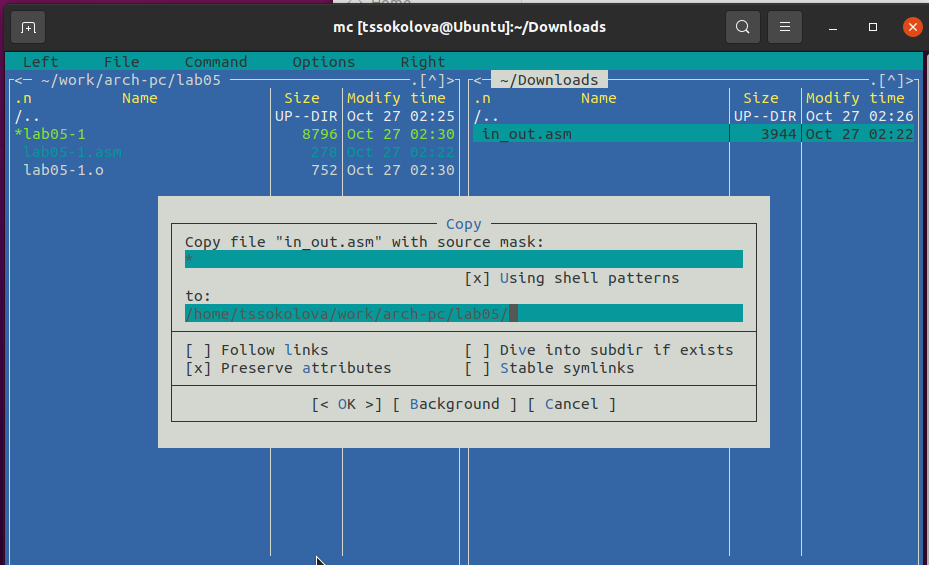 Home
mc [tssokolova@Ubuntu]:~/Downloads
Left File Command Options Right
<─ ~/work/arch-pc/lab05 .[^]> <─ ~/Downloads .[^]>
.n Name Size Modify time .n Name Size Modify time
/.. UP--DIR Oct 27 02:25 /.. UP--DIR Oct 27 02:26
*lab05-1 8796 Oct 27 02:30 in_out.asm 3944 Oct 27 02:22
lab05-1.asm 278 Oct 27 02:22
lab05-1.o 752 Oct 27 02:30
Copy
Copy file "in_out.asm" with source mask:
*
[x] Using shell patterns
to:
/home/tssokolova/work/arch-pc/lab05/
[ ] Follow links [ ] Dive into subdir if exists
[x] Preserve attributes [ ] Stable symlinks
[< OK >] [ Background ] [ Cancel ]